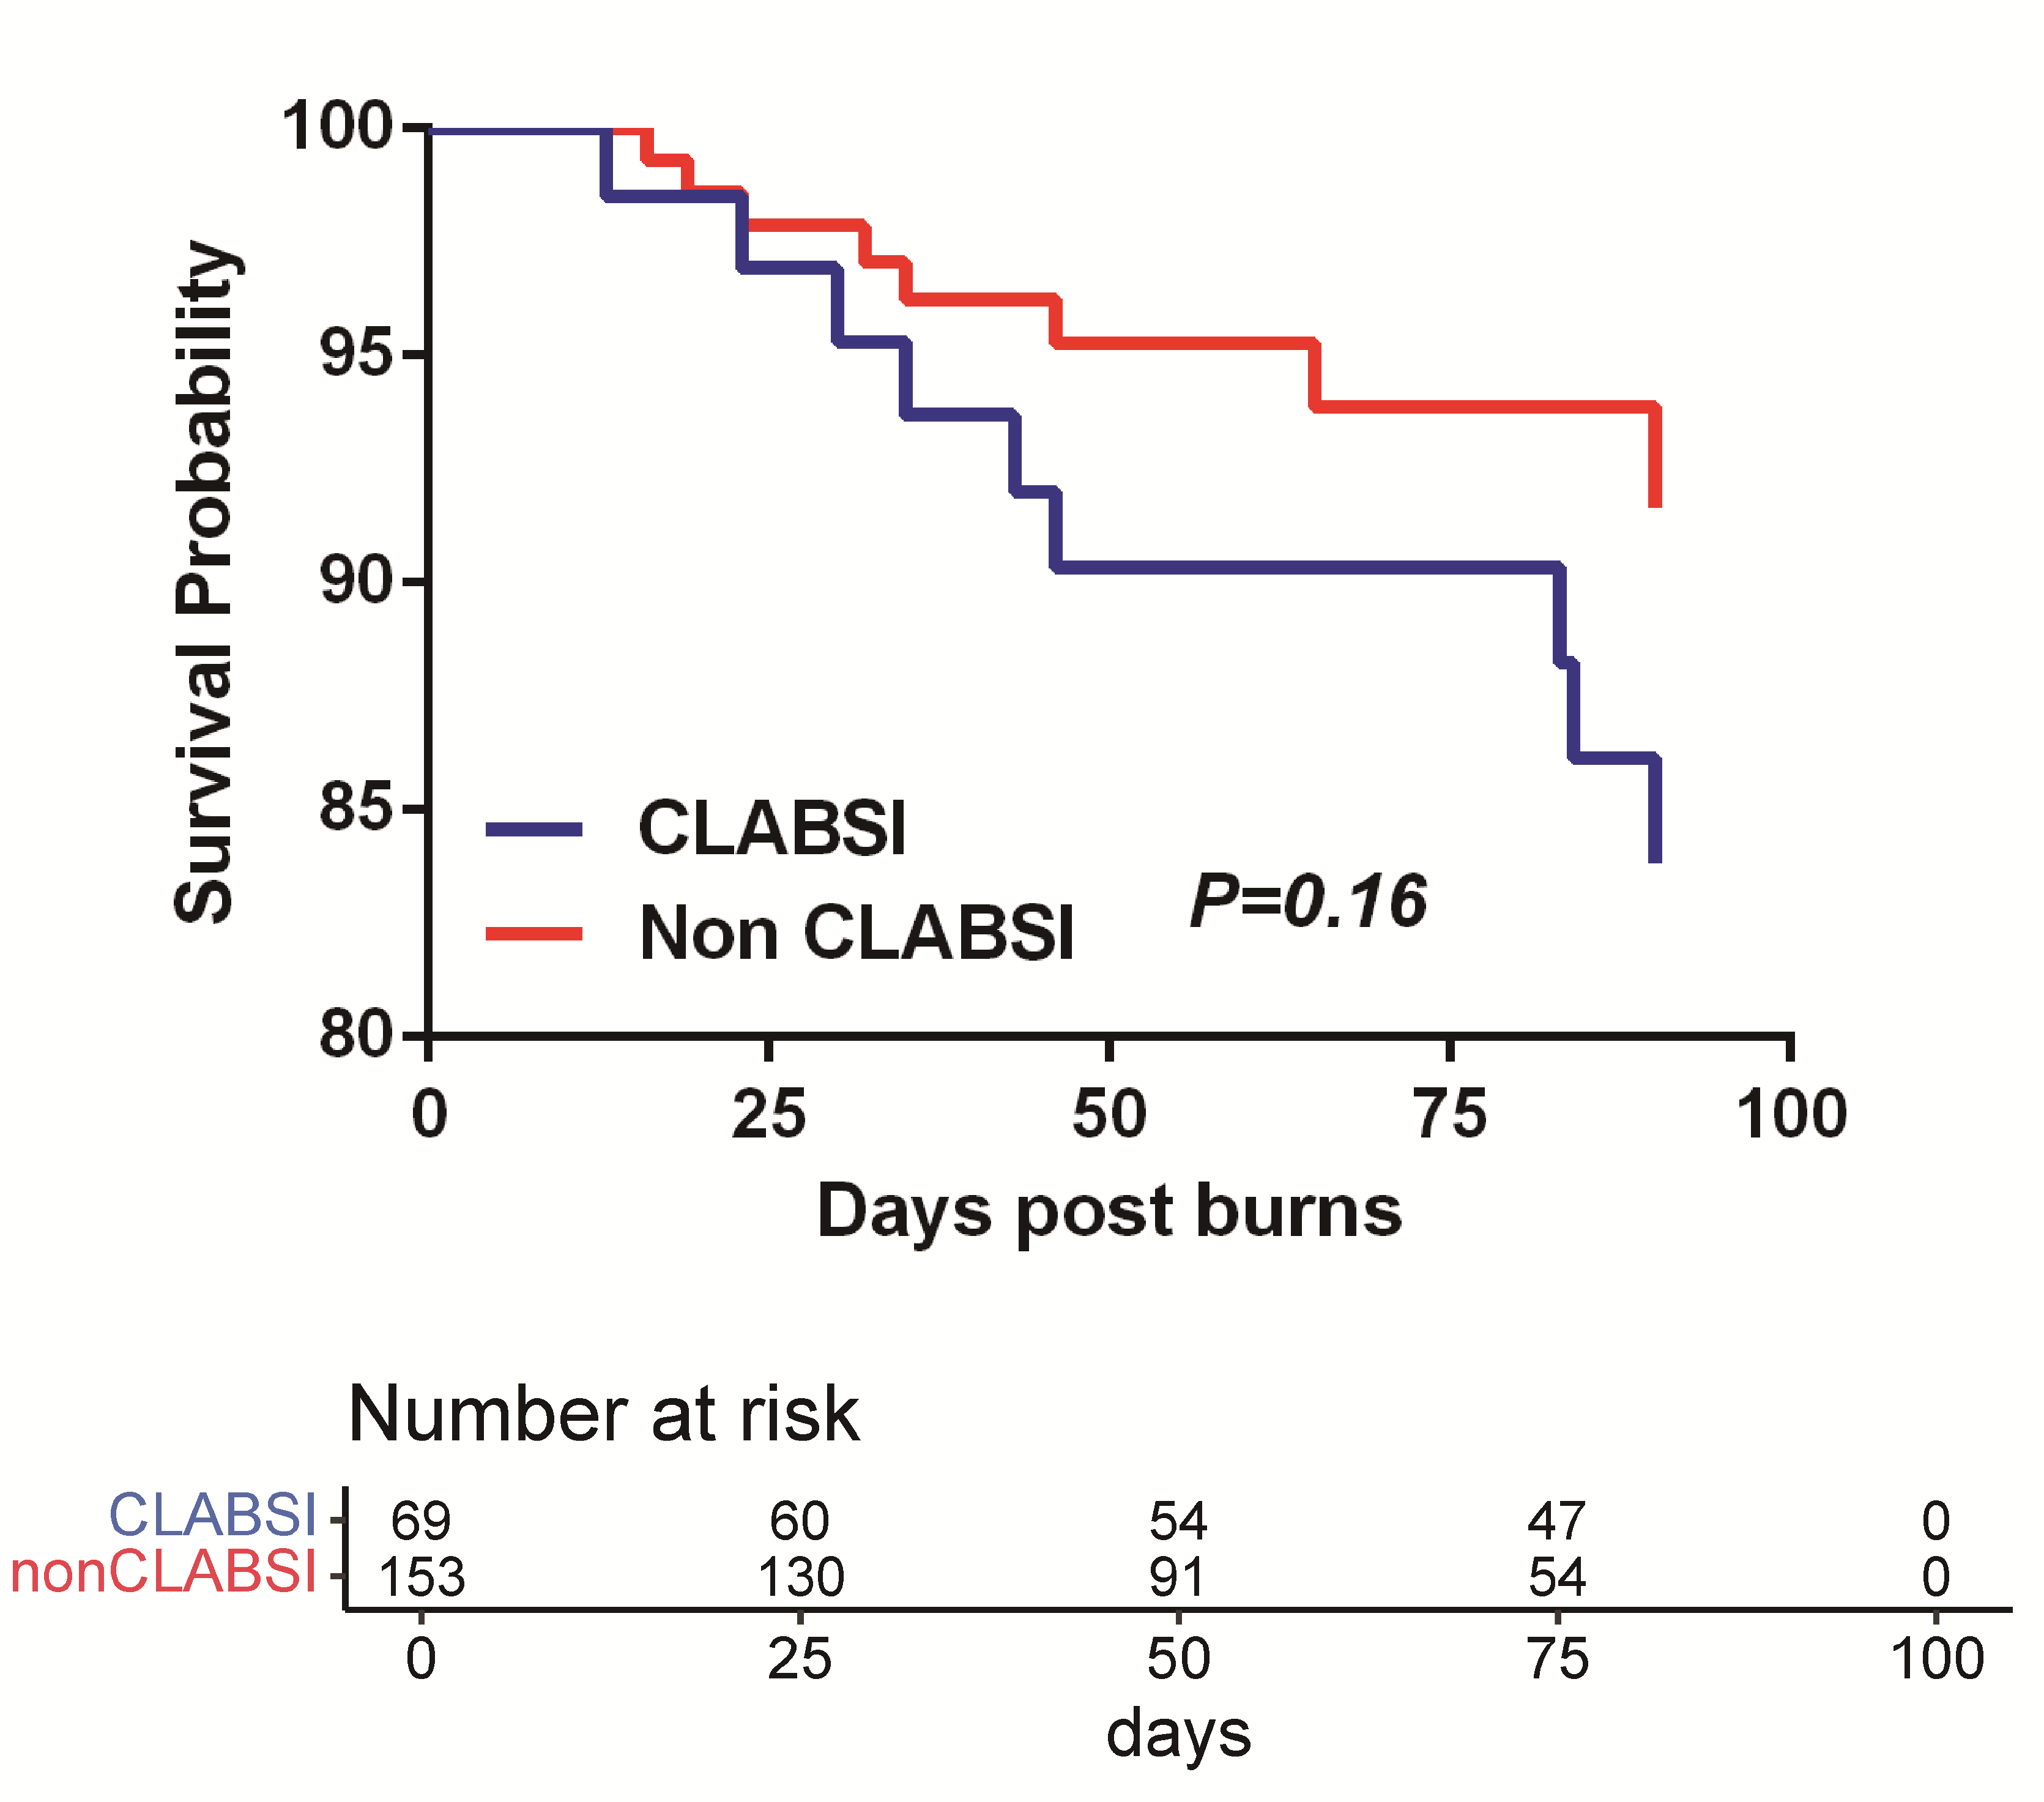 Survival Probability
100
95
90
85
80
CLABSI
Non CLABSI
P=0.16
0 25 50 75 100
Days post burns
Number at risk
CLABSI 69 60 54 47 0
nonCLABSI 153 130 91 54 0
0 25 50 75 100
days